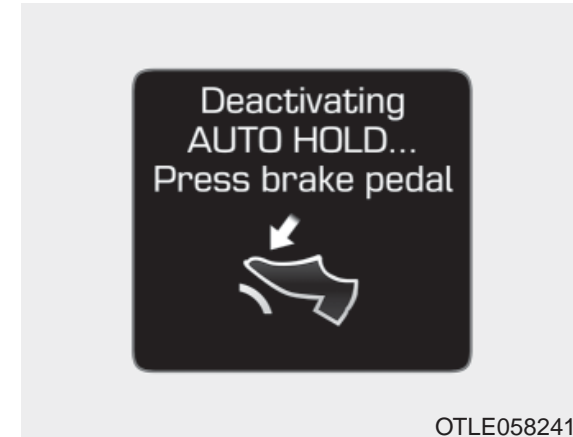 Deactivating
AUTO HOLD...
Press brake pedal
OTLE058241